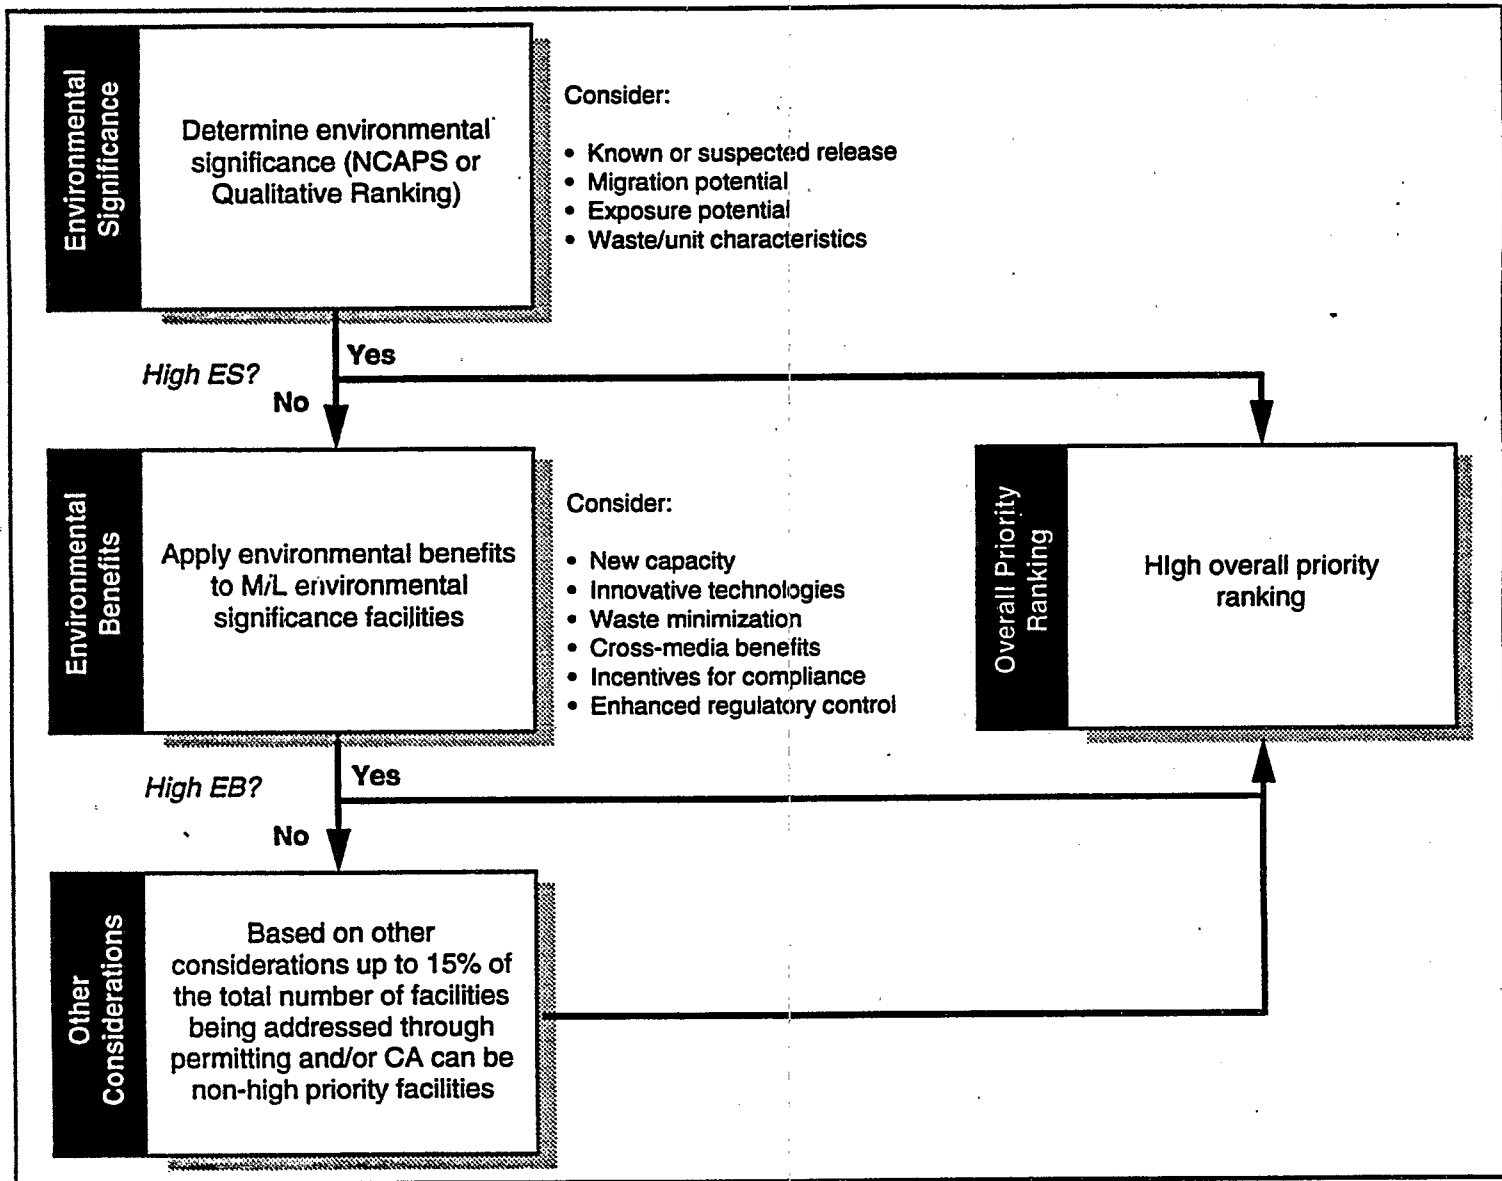 Environmental
Significance
Determine environmental
significance (NCAPS or
Qualitative Ranking)
Consider:
• Known or suspected release
• Migration potential
• Exposure potential
• Waste/unit characteristics
High ES?
Yes
No
Environmental
Benefits
Apply environmental benefits
to M/L environmental
significance facilities
Consider:
• New capacity
• Innovative technologies
• Waste minimization
• Cross-media benefits
• Incentives for compliance
• Enhanced regulatory control
Overall Priority
Ranking
HIgh overall priority
ranking
High EB?
Yes
No
Other
Considerations
Based on other
considerations up to 15% of
the total number of facilities
being addressed through
permitting and/or CA can be
non-high priority facilities